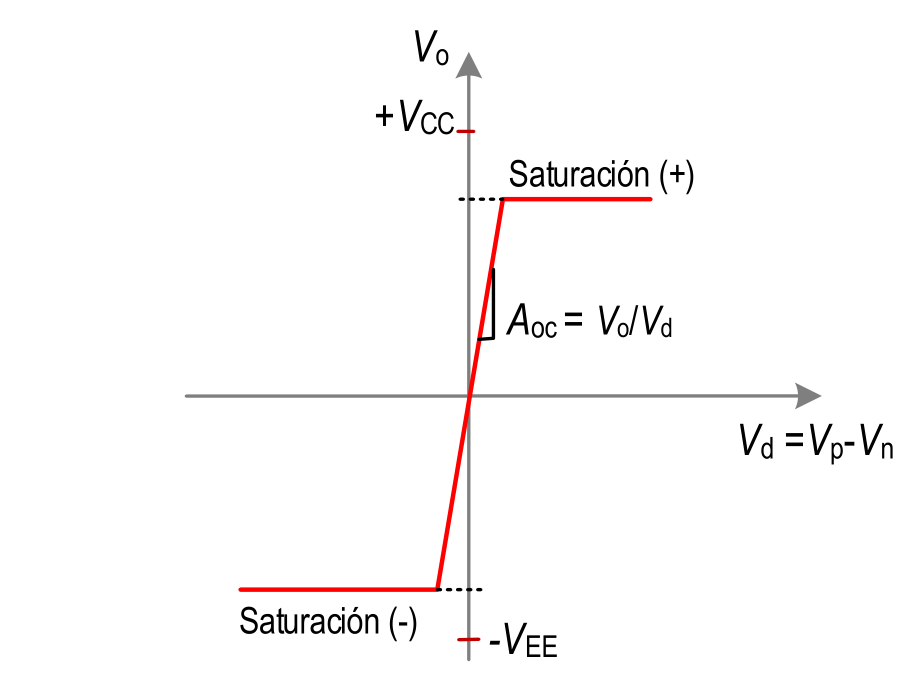 Vo
+VCC
Saturación (+)
Aoc = Vo/Vd
Vd =Vp-Vn
Saturación (-)
-VEE